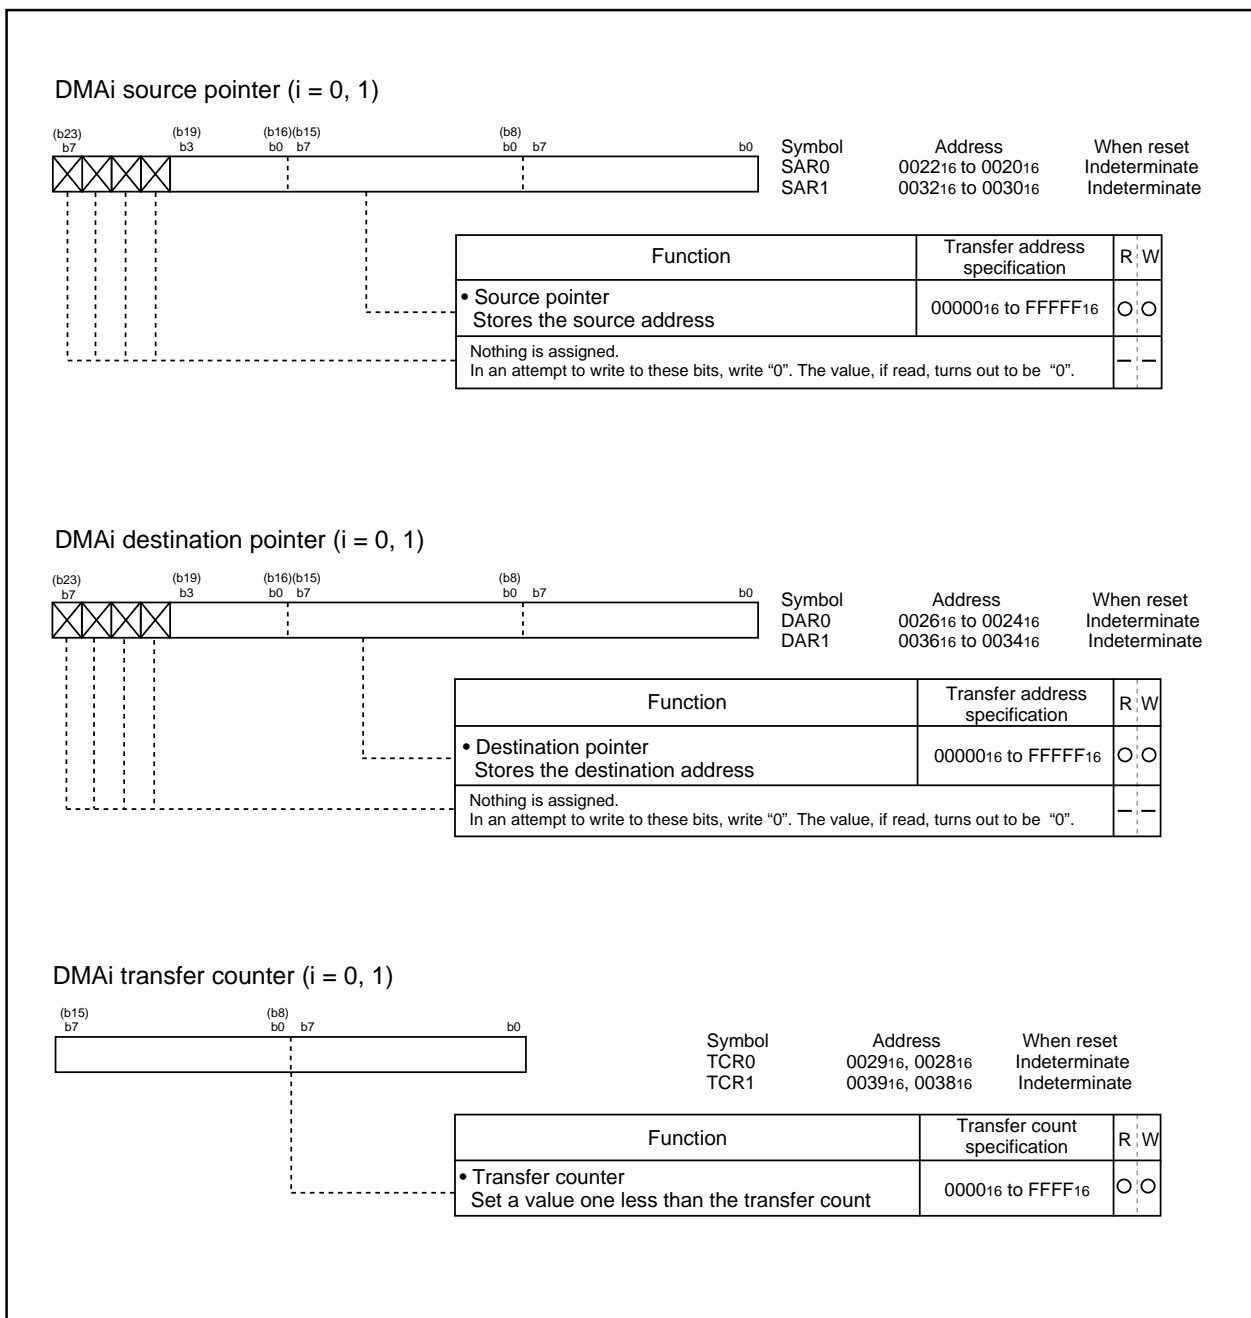 DMAi source pointer (i = 0, 1)
(b23) (b19) (b16)(b15) (b8)
b7 b3 b0 b7 b0 b7 b0
Symbol Address When reset
SAR0 002216 to 002016 Indeterminate
SAR1 003216 to 003016 Indeterminate
Function Transfer address specification R W
• Source pointer
Stores the source address 0000016 to FFFFF16
Nothing is assigned.
In an attempt to write to these bits, write “0”. The value, if read, turns out to be “0”.
DMAi destination pointer (i = 0, 1)
(b23) (b19) (b16)(b15) (b8)
b7 b3 b0 b7 b0 b7 b0
Symbol Address When reset
DAR0 002616 to 002416 Indeterminate
DAR1 003616 to 003416 Indeterminate
Function Transfer address specification R W
• Destination pointer
Stores the destination address 0000016 to FFFFF16
Nothing is assigned.
In an attempt to write to these bits, write “0”. The value, if read, turns out to be “0”.
DMAi transfer counter (i = 0, 1)
(b15) (b8)
b7 b0 b7 b0
Symbol Address When reset
TCR0 002916, 002816 Indeterminate
TCR1 003916, 003816 Indeterminate
Function Transfer count specification R W
• Transfer counter
Set a value one less than the transfer count 000016 to FFFF16